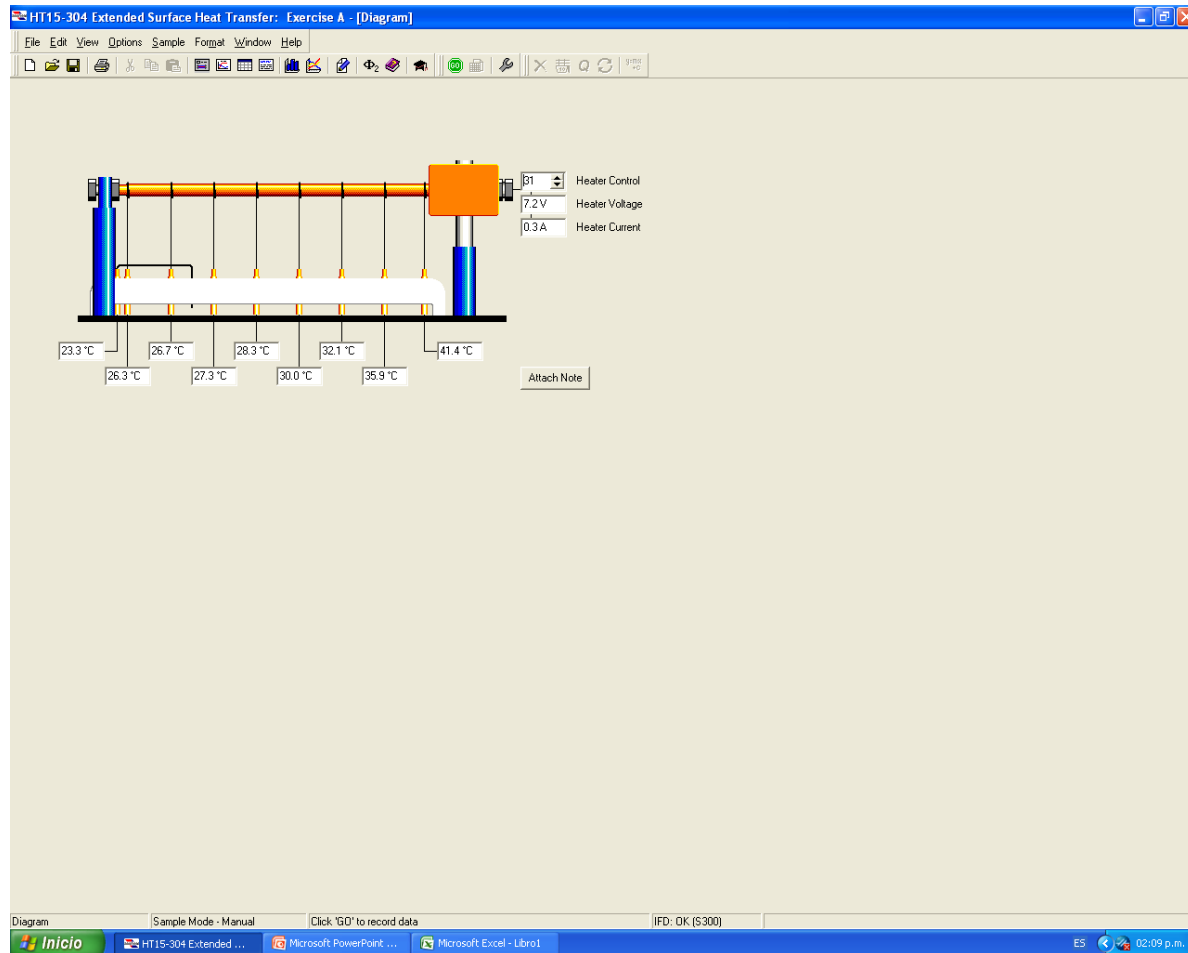 HT15-304 Extended Surface Heat Transfer: Exercise A - [Diagram]
File Edit View Options Sample Format Window Help
GO
31 Heater Control
7.2 V Heater Voltage
0.3 A Heater Current
23.3 °C 26.7 °C 28.3 °C 32.1 °C 41.4 °C
26.3 °C 27.3 °C 30.0 °C 35.9 °C Attach Note
Diagram Sample Mode - Manual Click 'GO' to record data IFD: OK (S300)
Inicio HT15-304 Extended ... Microsoft PowerPoint ... Microsoft Excel - Libro1 ES 02:09 p.m.